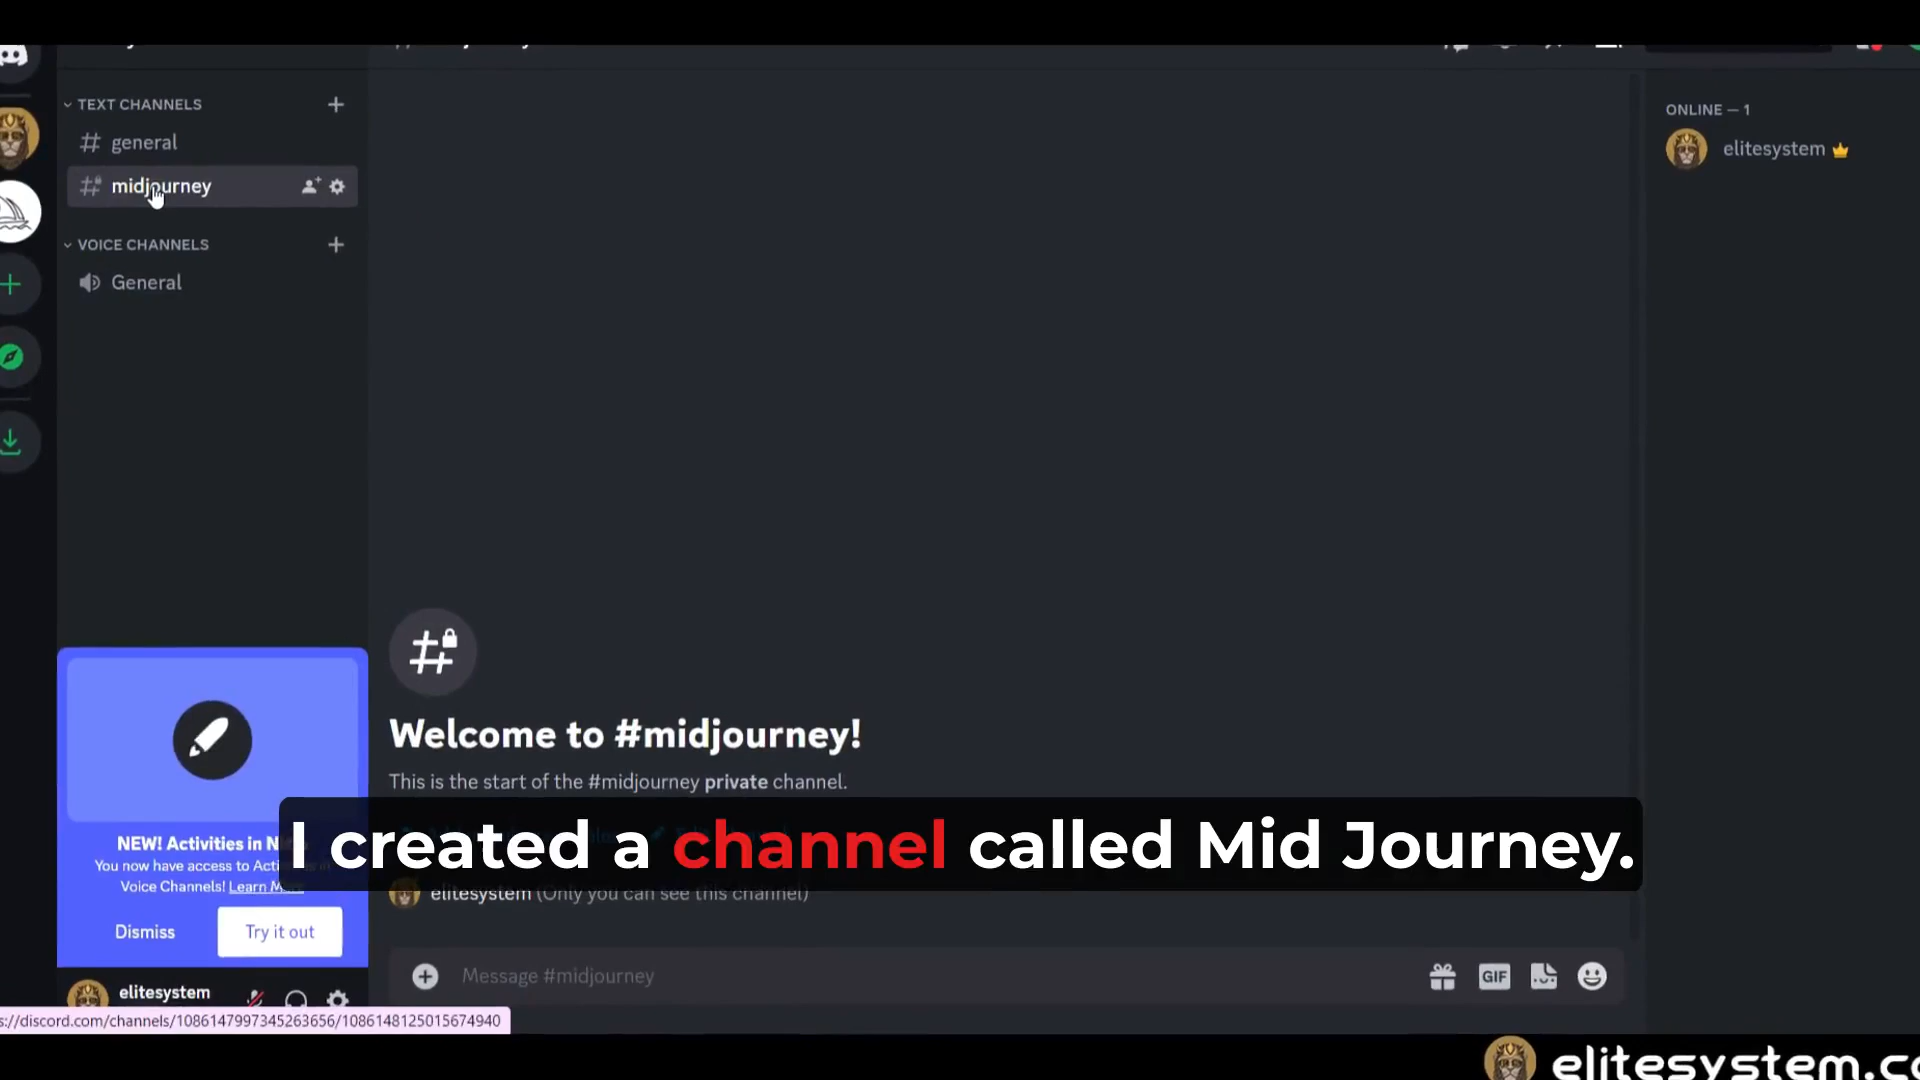 TEXT CHANNELS
general
midjourney
VOICE CHANNELS
General
ONLINE — 1
elitesystem
Welcome to #midjourney!
This is the start of the #midjourney private channel.
I created a channel called Mid Journey.
NEW! Activities in
You now have access to
Voice Channels! Learn
Dismiss
Try it out
elitesystem (Only you can see this channel)
Message #midjourney
GIF
elitesystem
s://discord.com/channels/1086147997345263656/1086148125015674940
elitesystem.co